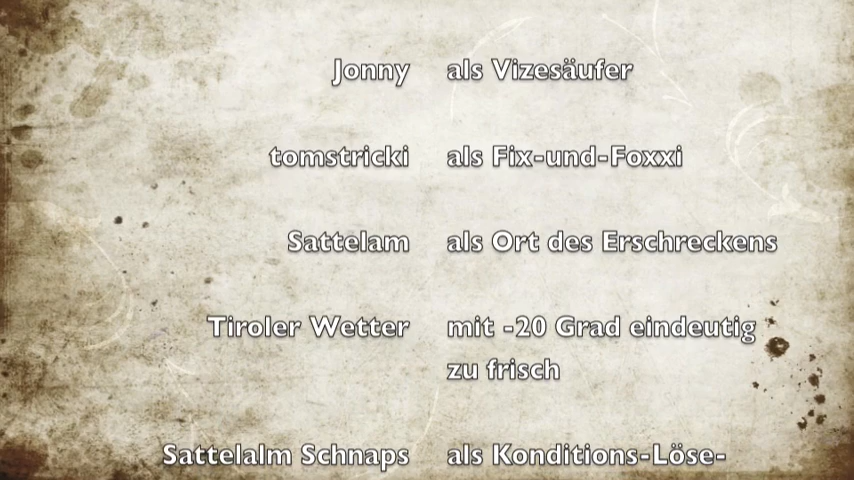 Jonny als Vizesäufer
tomstricki als Fix-und-Foxxi
Sattelam als Ort des Erschreckens
Tiroler Wetter mit -20 Grad eindeutig
zu frisch
Sattelalm Schnaps als Konditions-Löse-